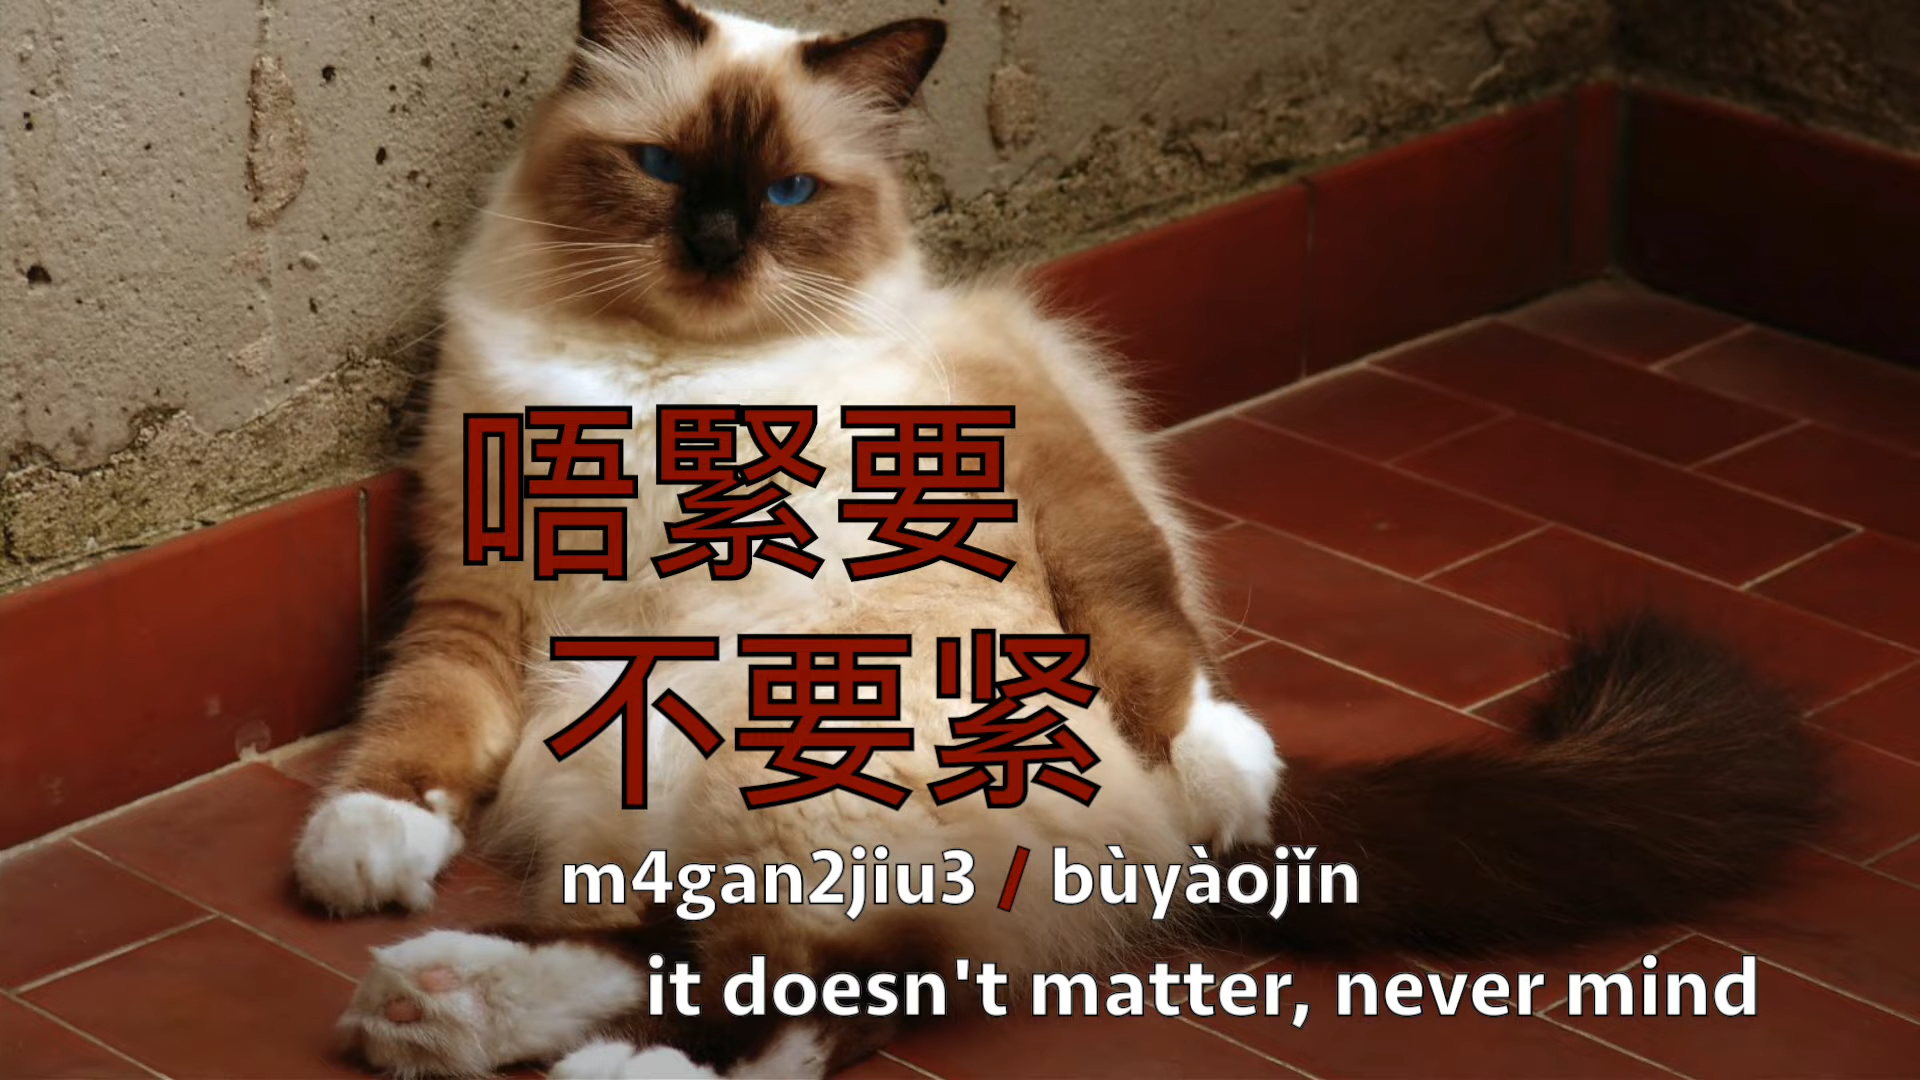 唔緊要
不要紧
m4gan2jiu3 / bùyàojǐn
it doesn't matter, never mind